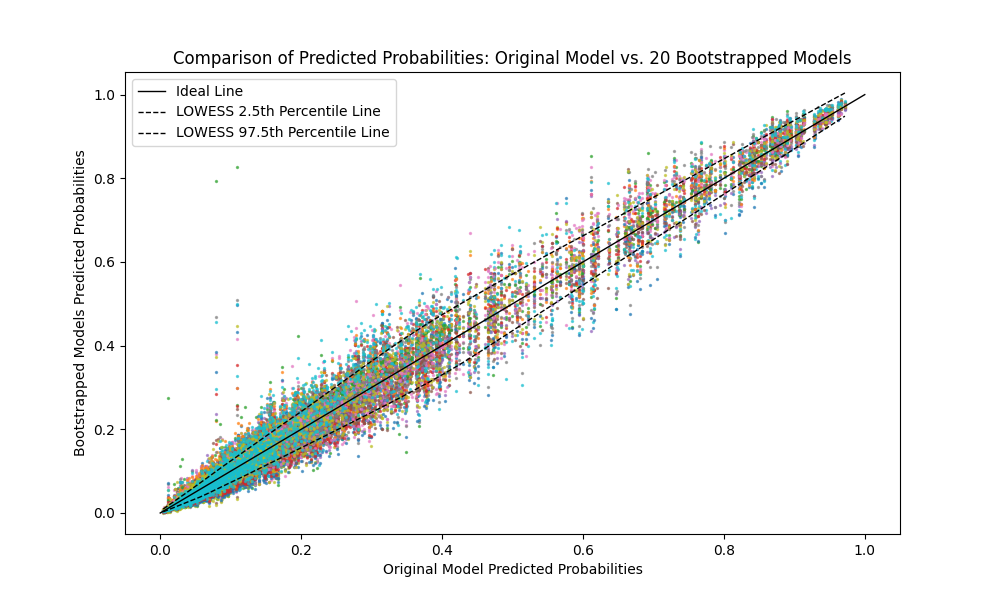 Comparison of Predicted Probabilities: Original Model vs. 20 Bootstrapped Models
Ideal Line
LOWESS 2.5th Percentile Line
LOWESS 97.5th Percentile Line
Bootstrapped Models Predicted Probabilities
1.0
0.8
0.6
0.4
0.2
0.0
0.0 0.2 0.4 0.6 0.8 1.0
Original Model Predicted Probabilities